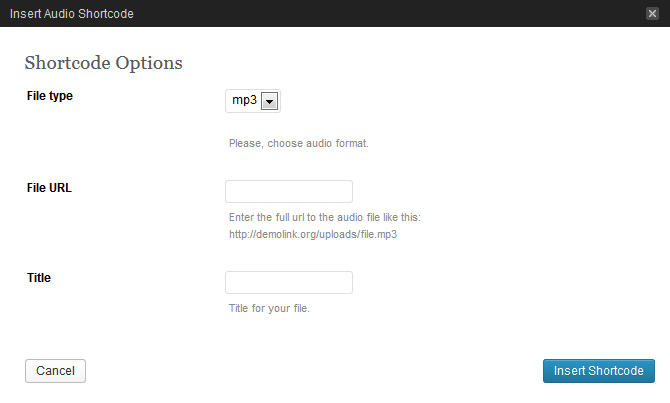 Insert Audio Shortcode
Shortcode Options
File type
mp3
Please, choose audio format.
File URL
Enter the full url to the audio file like this:
http://demolink.org/uploads/file.mp3
Title
Title for your file.
Cancel
Insert Shortcode